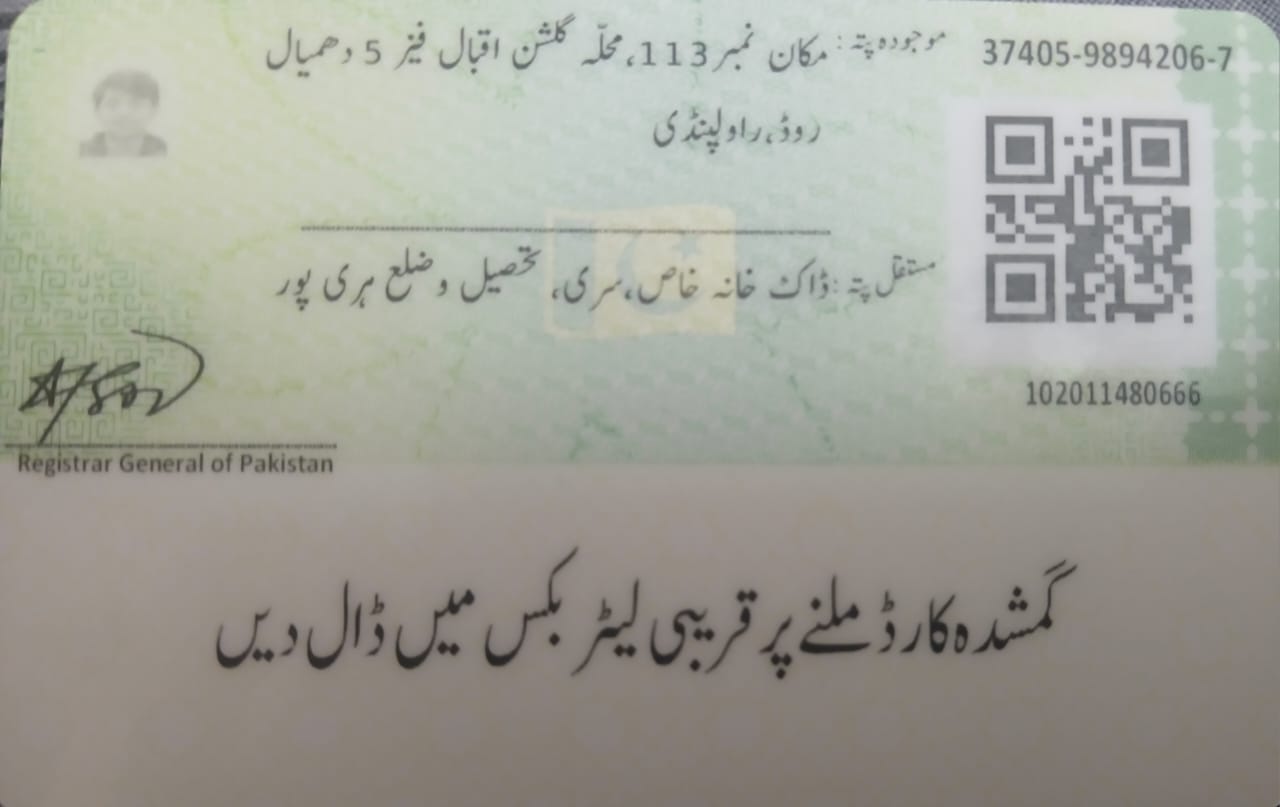 37405-9894206-7
موجودہ پتہ: مکان نمبر 113، محلّہ گلشن اقبال فیز 5 دھمیال
روڈ، راولپنڈی
مستقل پتہ: ڈاک خانہ خاص، سری، تحصیل و ضلع ہری پور
102011480666
Registrar General of Pakistan
گمشدہ کارڈ ملنے پر قریبی لیٹر بکس میں ڈال دیں